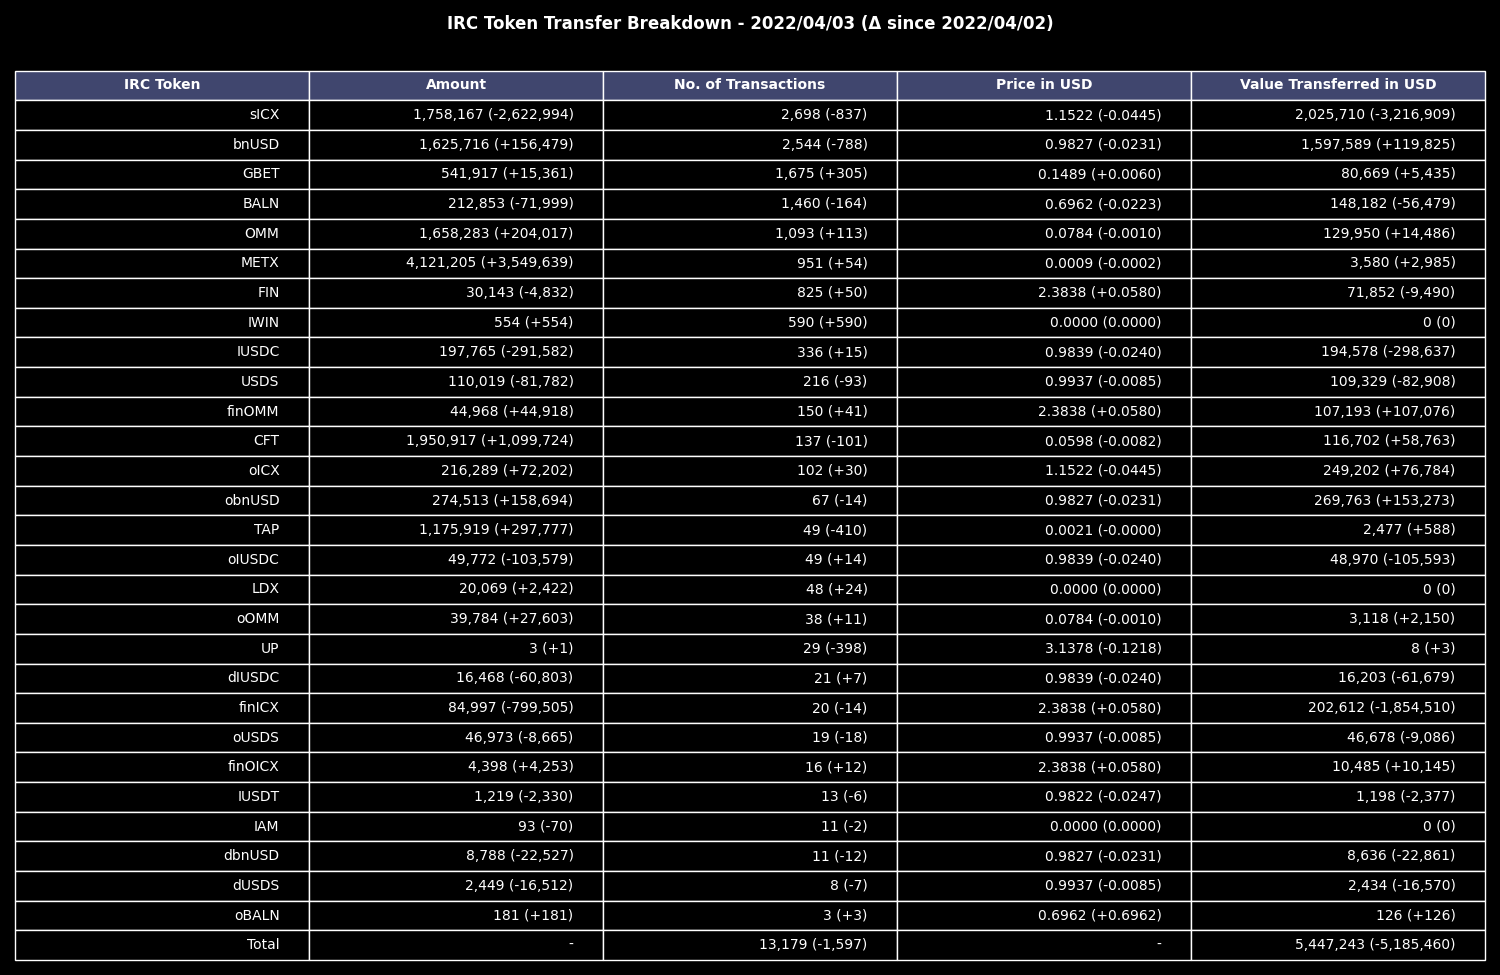 IRC Token Transfer Breakdown - 2022/04/03 (Δ since 2022/04/02)
IRC Token Amount No. of Transactions Price in USD Value Transferred in USD
sICX 1,758,167 (-2,622,994) 2,698 (-837) 1.1522 (-0.0445) 2,025,710 (-3,216,909)
bnUSD 1,625,716 (+156,479) 2,544 (-788) 0.9827 (-0.0231) 1,597,589 (+119,825)
GBET 541,917 (+15,361) 1,675 (+305) 0.1489 (+0.0060) 80,669 (+5,435)
BALN 212,853 (-71,999) 1,460 (-164) 0.6962 (-0.0223) 148,182 (-56,479)
OMM 1,658,283 (+204,017) 1,093 (+113) 0.0784 (-0.0010) 129,950 (+14,486)
METX 4,121,205 (+3,549,639) 951 (+54) 0.0009 (-0.0002) 3,580 (+2,985)
FIN 30,143 (-4,832) 825 (+50) 2.3838 (+0.0580) 71,852 (-9,490)
IWIN 554 (+554) 590 (+590) 0.0000 (0.0000) 0 (0)
IUSDC 197,765 (-291,582) 336 (+15) 0.9839 (-0.0240) 194,578 (-298,637)
USDS 110,019 (-81,782) 216 (-93) 0.9937 (-0.0085) 109,329 (-82,908)
finOMM 44,968 (+44,918) 150 (+41) 2.3838 (+0.0580) 107,193 (+107,076)
CFT 1,950,917 (+1,099,724) 137 (-101) 0.0598 (-0.0082) 116,702 (+58,763)
oICX 216,289 (+72,202) 102 (+30) 1.1522 (-0.0445) 249,202 (+76,784)
obnUSD 274,513 (+158,694) 67 (-14) 0.9827 (-0.0231) 269,763 (+153,273)
TAP 1,175,919 (+297,777) 49 (-410) 0.0021 (-0.0000) 2,477 (+588)
oIUSDC 49,772 (-103,579) 49 (+14) 0.9839 (-0.0240) 48,970 (-105,593)
LDX 20,069 (+2,422) 48 (+24) 0.0000 (0.0000) 0 (0)
oOMM 39,784 (+27,603) 38 (+11) 0.0784 (-0.0010) 3,118 (+2,150)
UP 3 (+1) 29 (-398) 3.1378 (-0.1218) 8 (+3)
dIUSDC 16,468 (-60,803) 21 (+7) 0.9839 (-0.0240) 16,203 (-61,679)
finICX 84,997 (-799,505) 20 (-14) 2.3838 (+0.0580) 202,612 (-1,854,510)
oUSDS 46,973 (-8,665) 19 (-18) 0.9937 (-0.0085) 46,678 (-9,086)
finOICX 4,398 (+4,253) 16 (+12) 2.3838 (+0.0580) 10,485 (+10,145)
IUSDT 1,219 (-2,330) 13 (-6) 0.9822 (-0.0247) 1,198 (-2,377)
IAM 93 (-70) 11 (-2) 0.0000 (0.0000) 0 (0)
dbnUSD 8,788 (-22,527) 11 (-12) 0.9827 (-0.0231) 8,636 (-22,861)
dUSDS 2,449 (-16,512) 8 (-7) 0.9937 (-0.0085) 2,434 (-16,570)
oBALN 181 (+181) 3 (+3) 0.6962 (+0.6962) 126 (+126)
Total - 13,179 (-1,597) - 5,447,243 (-5,185,460)